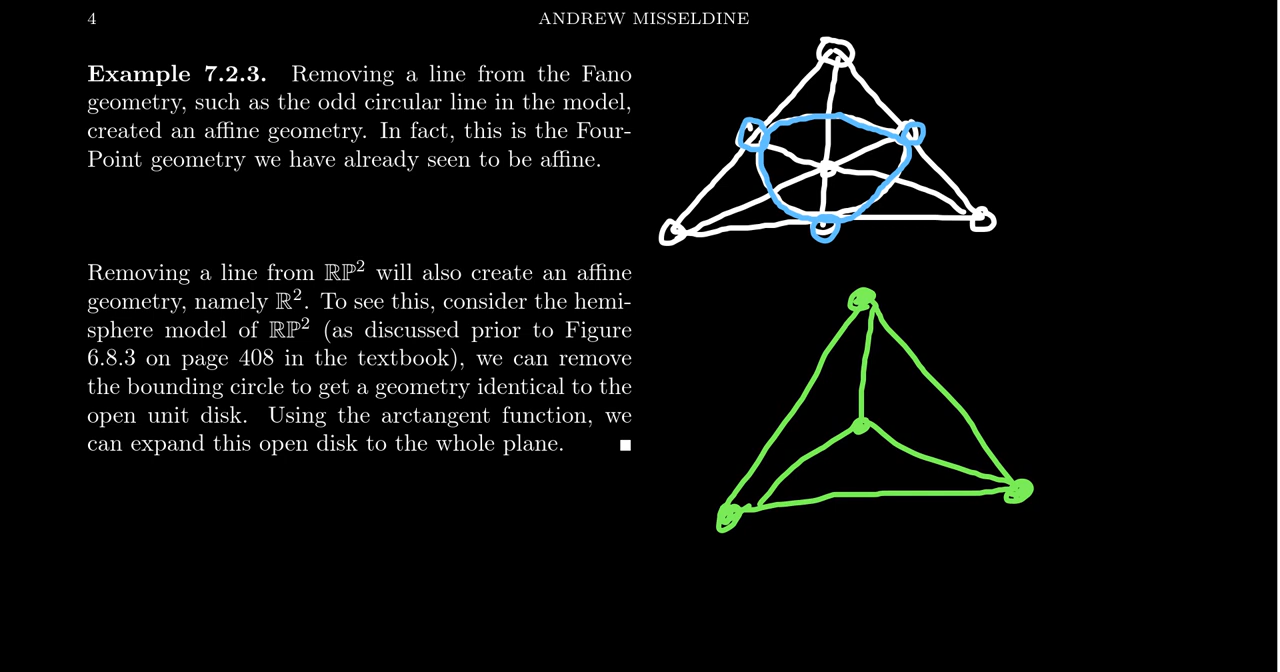 4
ANDREW MISSELDINE
Example 7.2.3. Removing a line from the Fano
geometry, such as the odd circular line in the model,
created an affine geometry. In fact, this is the Four-
Point geometry we have already seen to be affine.
Removing a line from ℝℙ² will also create an affine
geometry, namely ℝ². To see this, consider the hemi-
sphere model of ℝℙ² (as discussed prior to Figure
6.8.3 on page 408 in the textbook), we can remove
the bounding circle to get a geometry identical to the
open unit disk. Using the arctangent function, we
can expand this open disk to the whole plane. ■